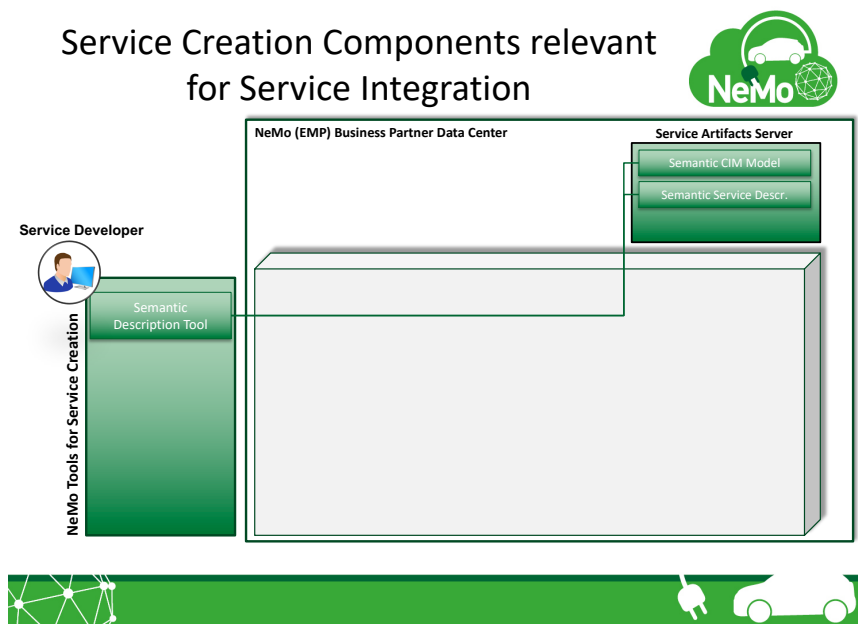 Service Creation Components relevant
for Service Integration
NeMo
NeMo (EMP) Business Partner Data Center
Service Artifacts Server
Semantic CIM Model
Semantic Service Descr.
Service Developer
Semantic
Description Tool
NeMo Tools for Service Creation